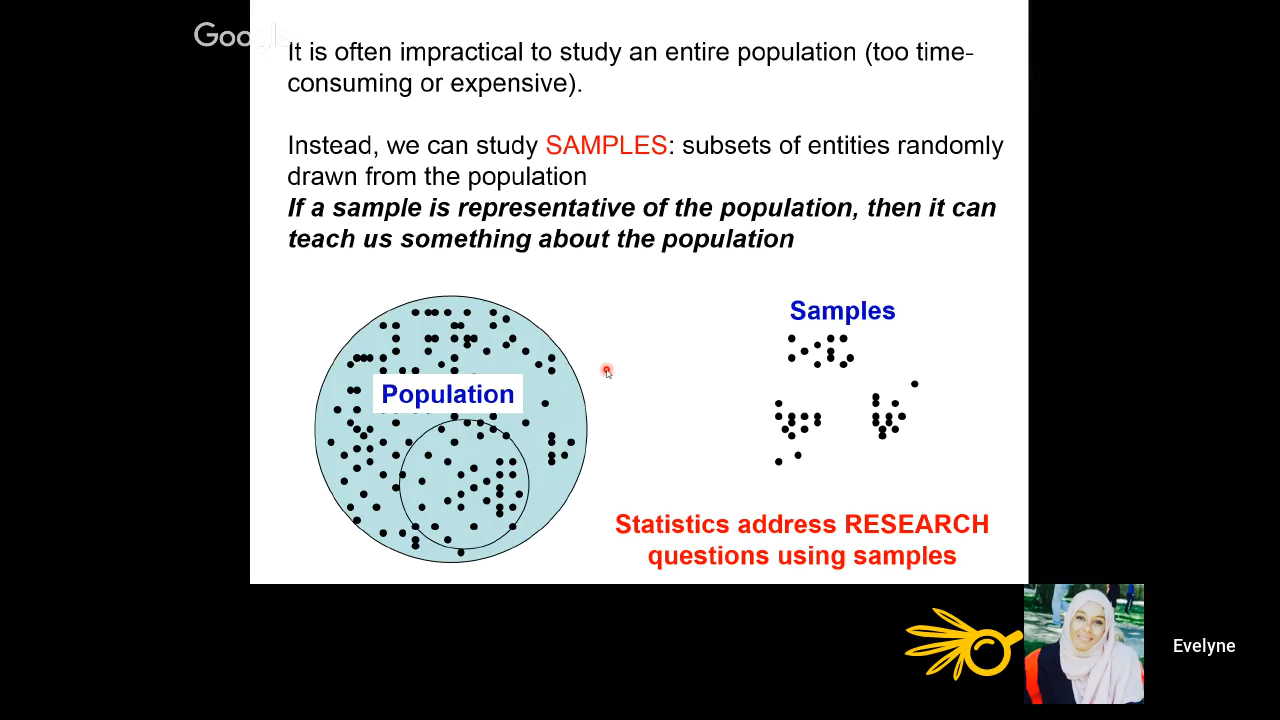 Google
It is often impractical to study an entire population (too time-
consuming or expensive).
Instead, we can study SAMPLES: subsets of entities randomly
drawn from the population
If a sample is representative of the population, then it can
teach us something about the population
Samples
Population
Statistics address RESEARCH
questions using samples
Evelyne